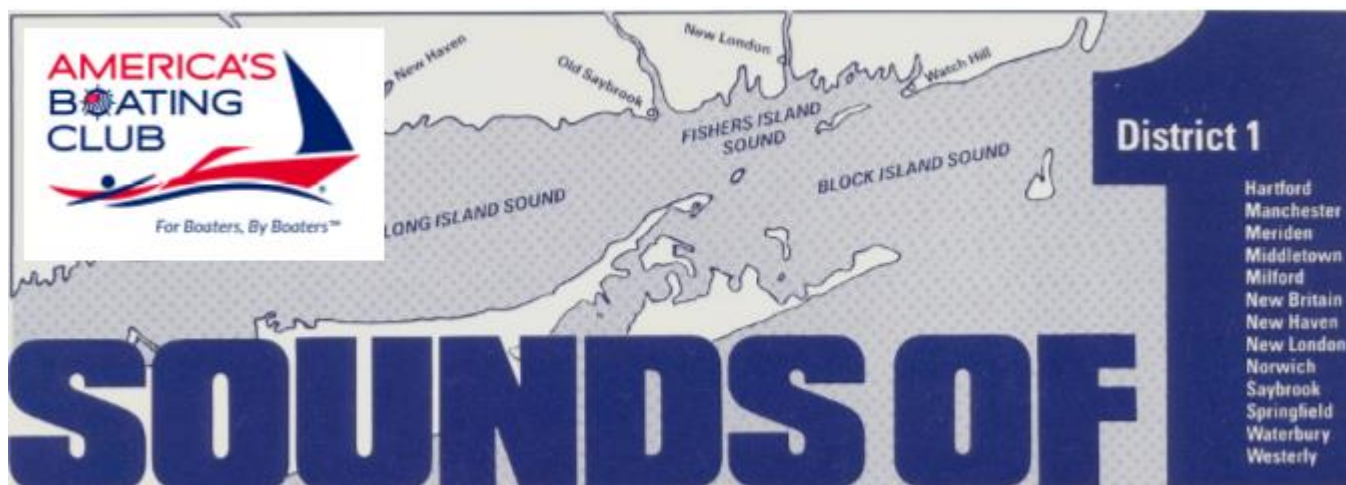 AMERICA'S
BOATING
CLUB
®
For Boaters, By Boaters™
New Haven
Old Saybrook
New London
Watch Hill
FISHERS ISLAND
SOUND
BLOCK ISLAND SOUND
LONG ISLAND SOUND
SOUNDS OF 1
District 1
Hartford
Manchester
Meriden
Middletown
Milford
New Britain
New Haven
New London
Norwich
Saybrook
Springfield
Waterbury
Westerly